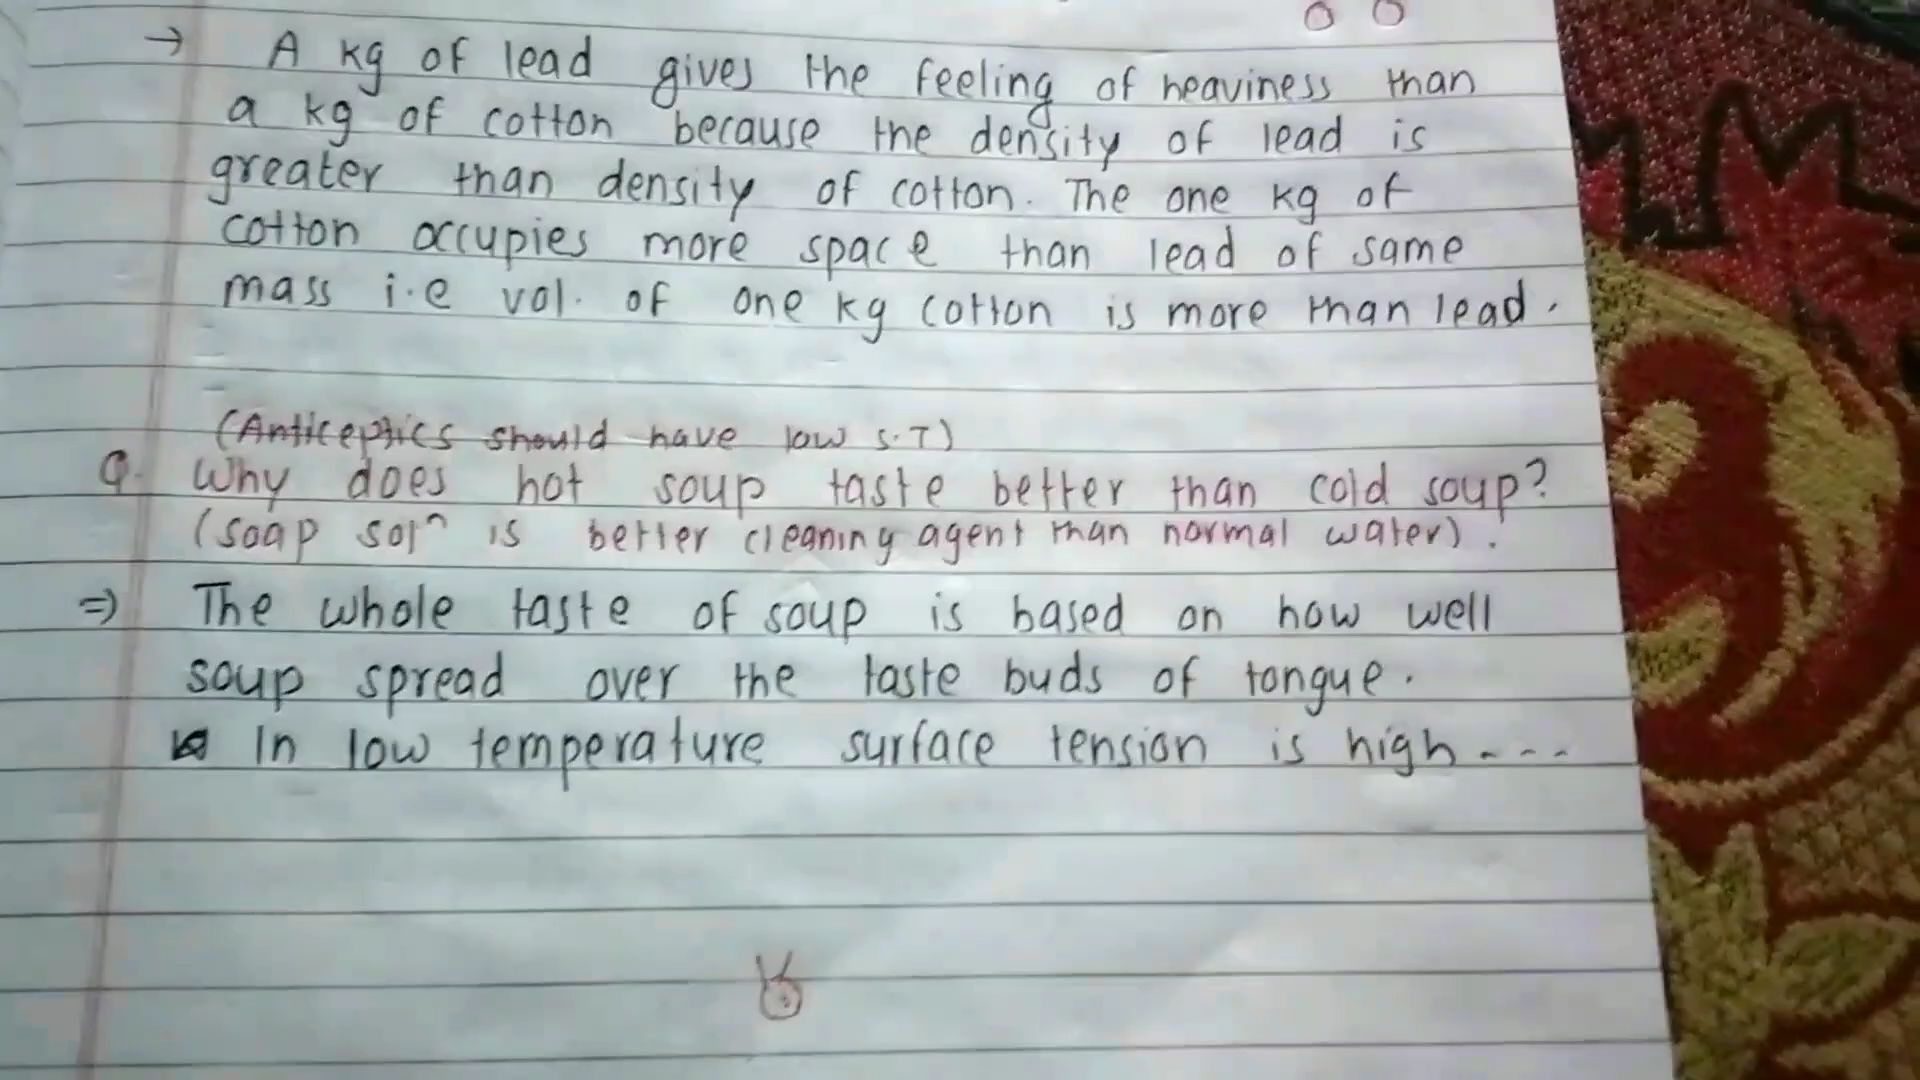 → A kg of lead gives the feeling of heaviness than
a kg of cotton because the density of lead is
greater than density of cotton. The one kg of
cotton occupies more space than lead of same
mass i.e vol. of one kg cotton is more than lead.
(Anticeptics should have low S.T)
Q. Why does hot soup taste better than cold soup?
(soap solⁿ is better cleaning agent than normal water).
⇒ The whole taste of soup is based on how well
soup spread over the taste buds of tongue.
In low temperature surface tension is high - - -